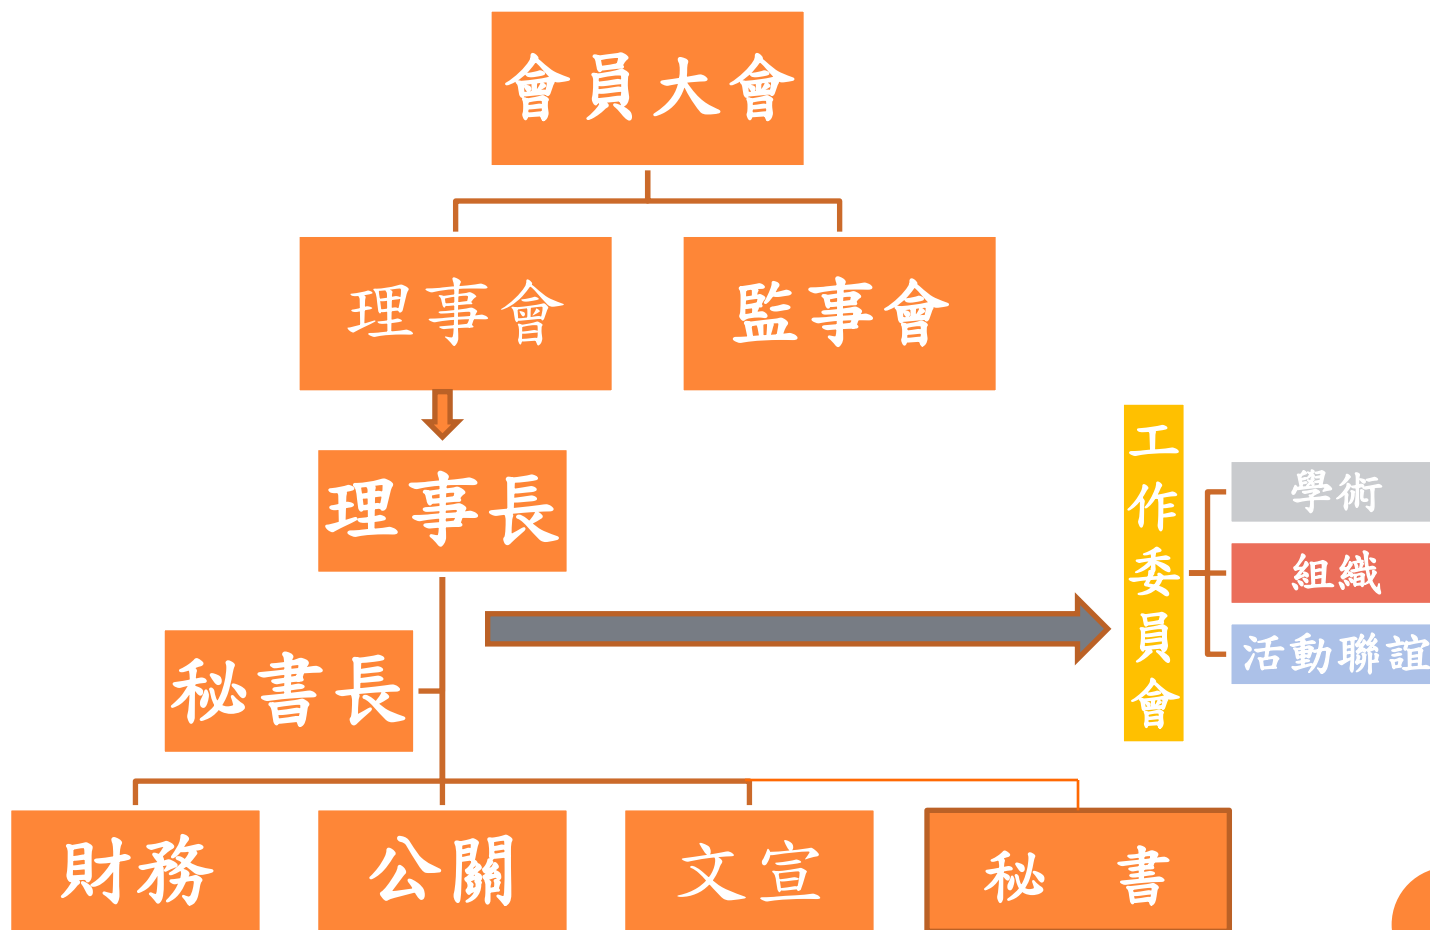 會員大會
理事會
監事會
理事長
工作委員會
學術
組織
活動聯誼
秘書長
財務
公關
文宣
秘 書